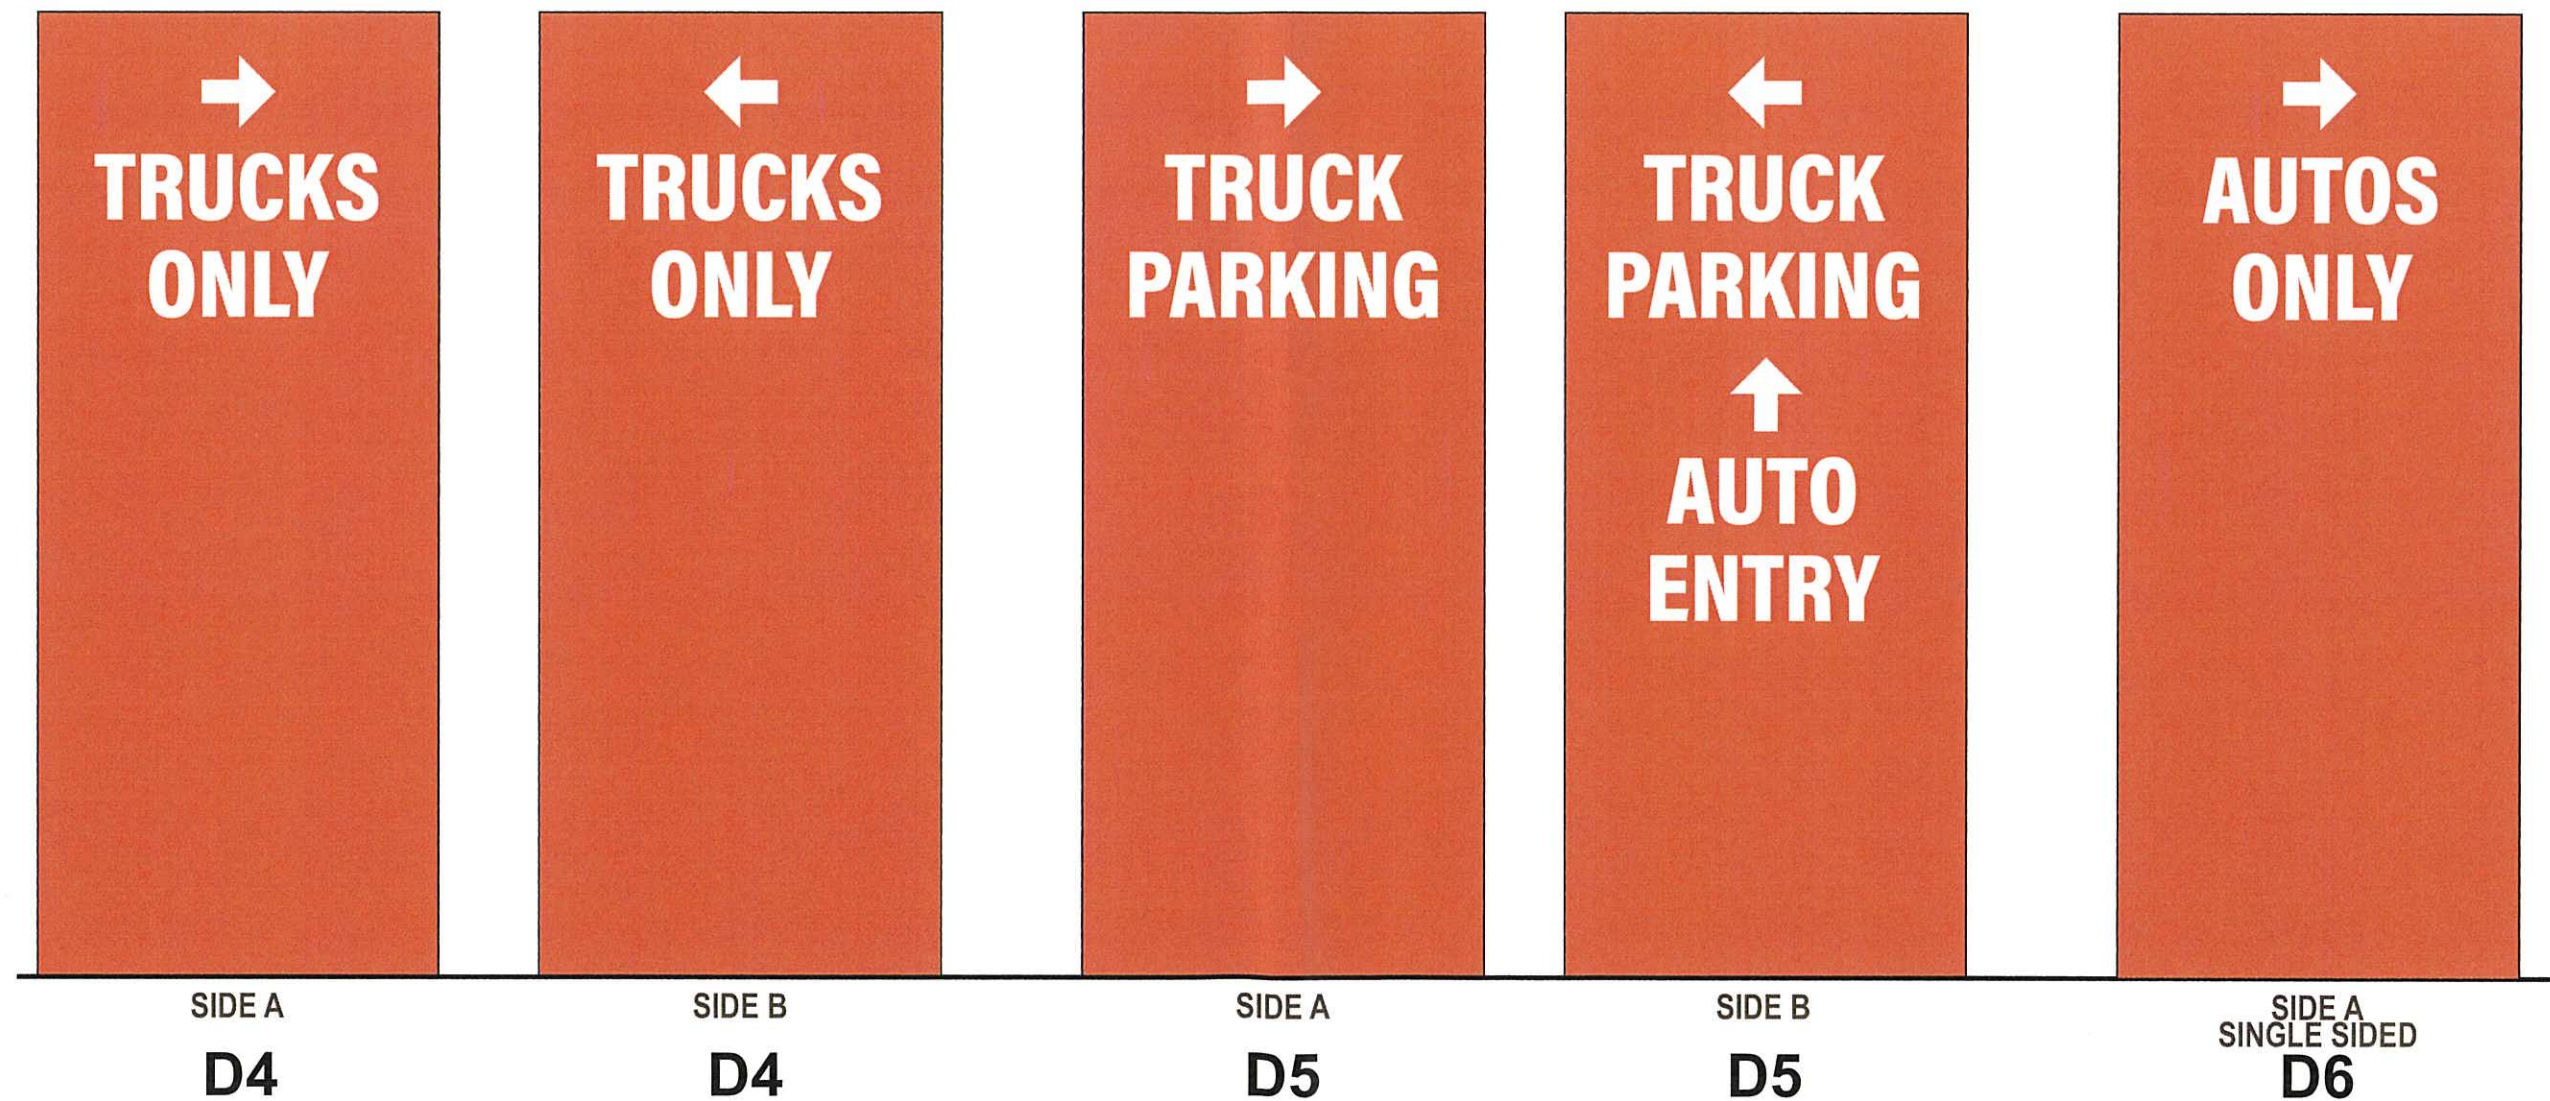 TRUCKS
ONLY
SIDE A
D4
TRUCKS
ONLY
SIDE B
D4
TRUCK
PARKING
SIDE A
D5
TRUCK
PARKING
AUTO
ENTRY
SIDE B
D5
AUTOS
ONLY
SIDE A
SINGLE SIDED
D6